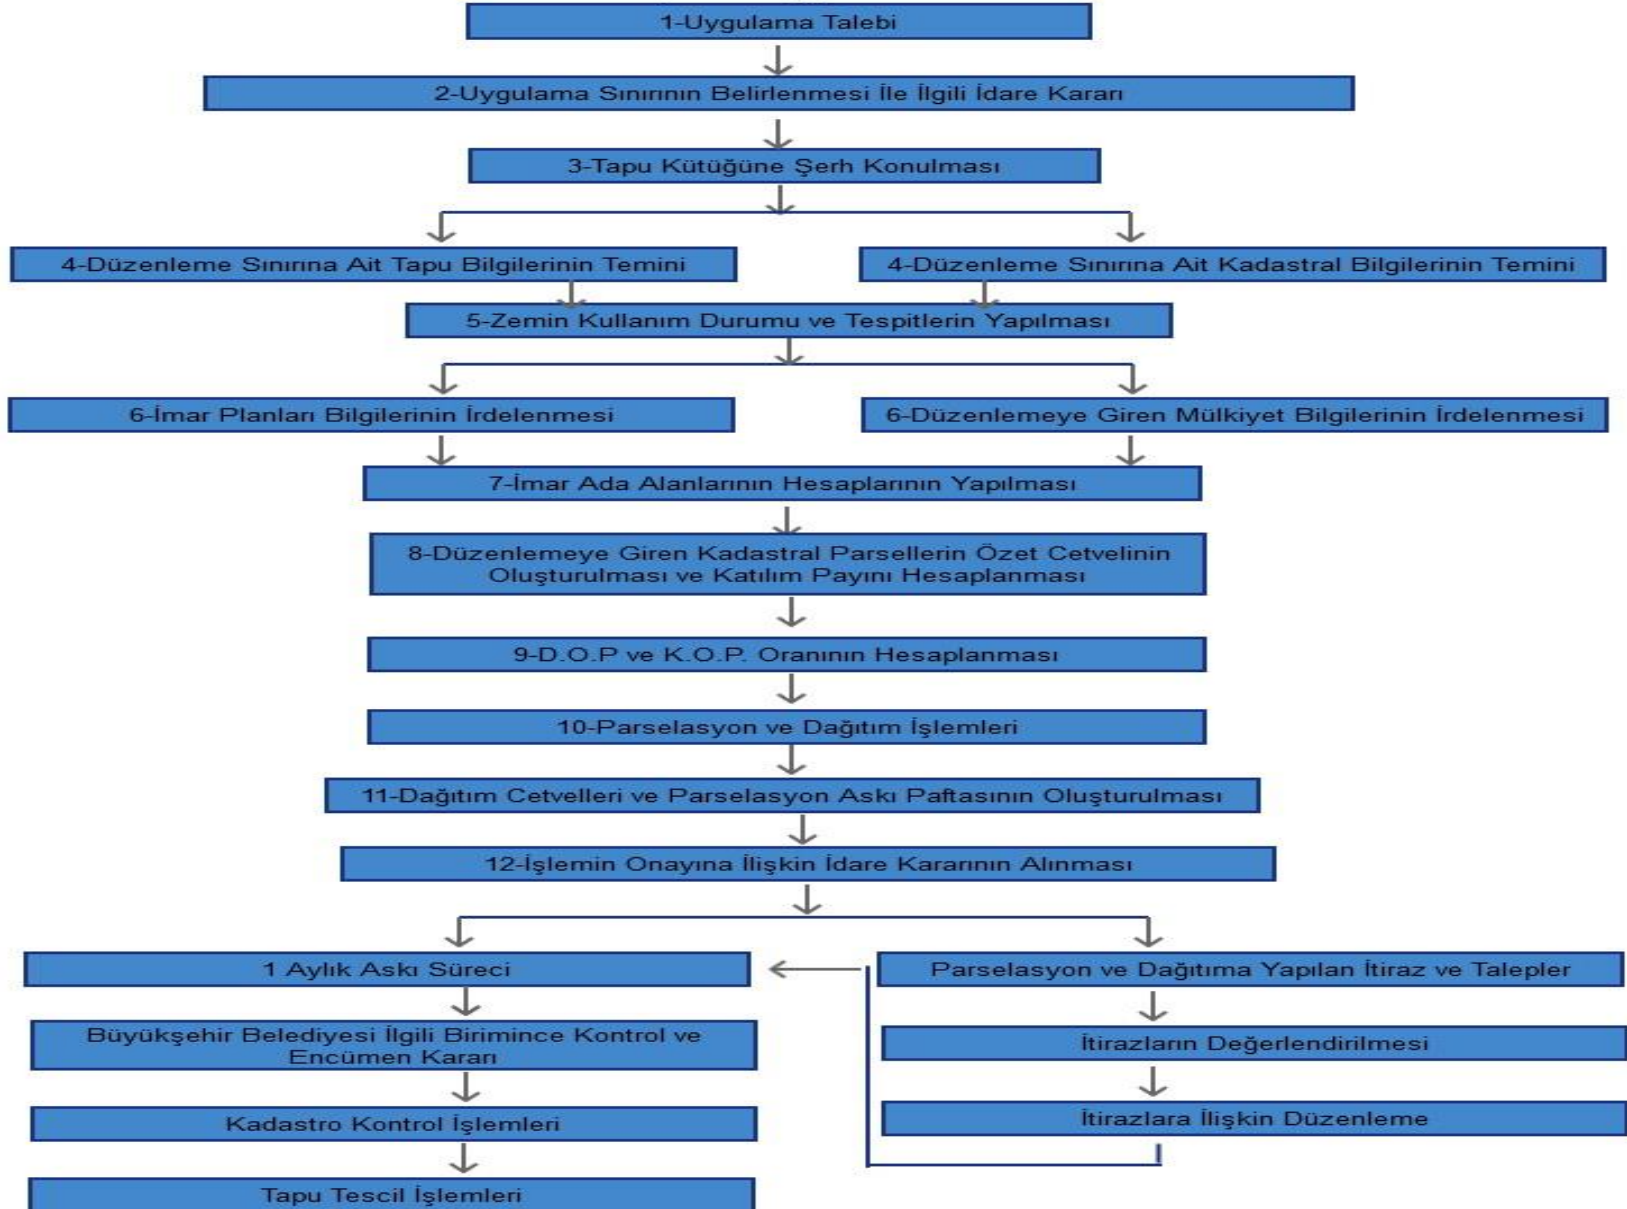 1-Uygulama Talebi
2-Uygulama Sınırının Belirlenmesi İle İlgili İdare Kararı
3-Tapu Kütüğüne Şerh Konulması
4-Düzenleme Sınırına Ait Tapu Bilgilerinin Temini
4-Düzenleme Sınırına Ait Kadastral Bilgilerinin Temini
5-Zemin Kullanım Durumu ve Tespitlerin Yapılması
6-İmar Planları Bilgilerinin İrdelenmesi
6-Düzenlemeye Giren Mülkiyet Bilgilerinin İrdelenmesi
7-İmar Ada Alanlarının Hesaplarının Yapılması
8-Düzenlemeye Giren Kadastral Parsellerin Özet Cetvelinin
Oluşturulması ve Katılım Payını Hesaplanması
9-D.O.P ve K.O.P. Oranının Hesaplanması
10-Parselasyon ve Dağıtım İşlemleri
11-Dağıtım Cetvelleri ve Parselasyon Askı Paftasının Oluşturulması
12-İşlemin Onayına İlişkin İdare Kararının Alınması
1 Aylık Askı Süreci
Büyükşehir Belediyesi İlgili Birimince Kontrol ve
Encümen Kararı
Kadastro Kontrol İşlemleri
Tapu Tescil İşlemleri
Parselasyon ve Dağıtıma Yapılan İtiraz ve Talepler
İtirazların Değerlendirilmesi
İtirazlara İlişkin Düzenleme